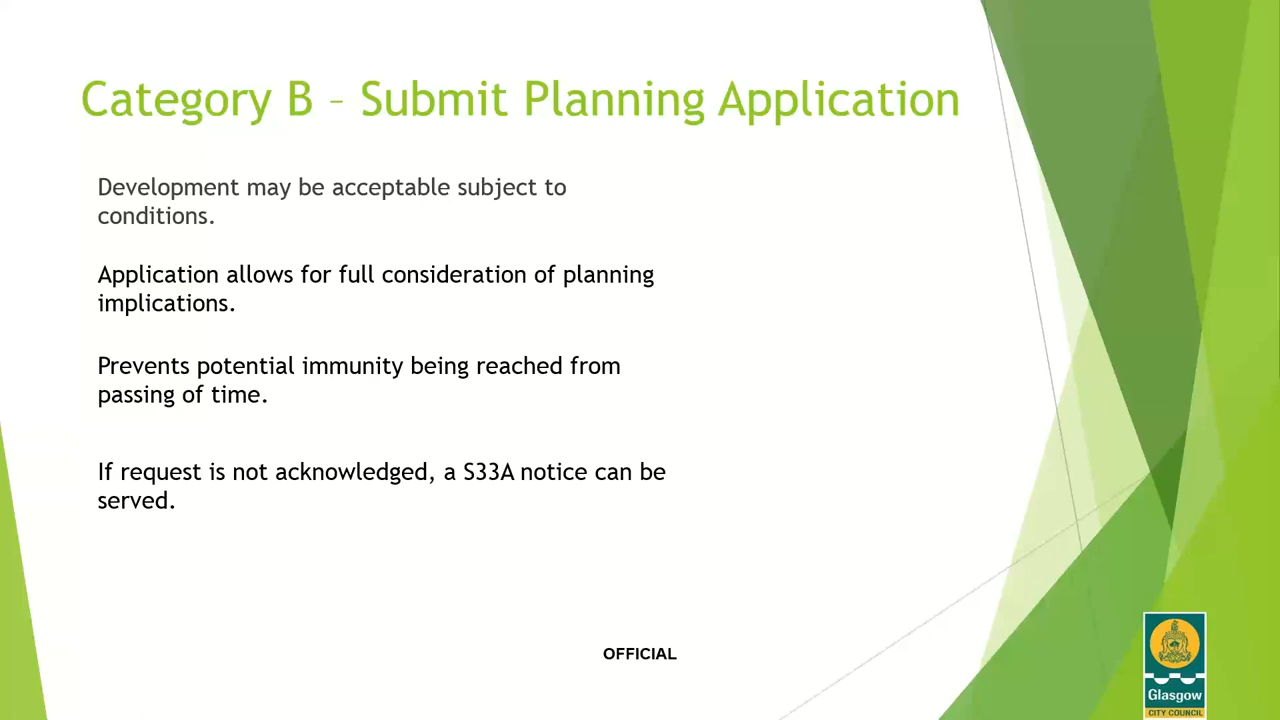 Category B – Submit Planning Application
Development may be acceptable subject to
conditions.
Application allows for full consideration of planning
implications.
Prevents potential immunity being reached from
passing of time.
If request is not acknowledged, a S33A notice can be
served.
OFFICIAL
Glasgow
CITY COUNCIL